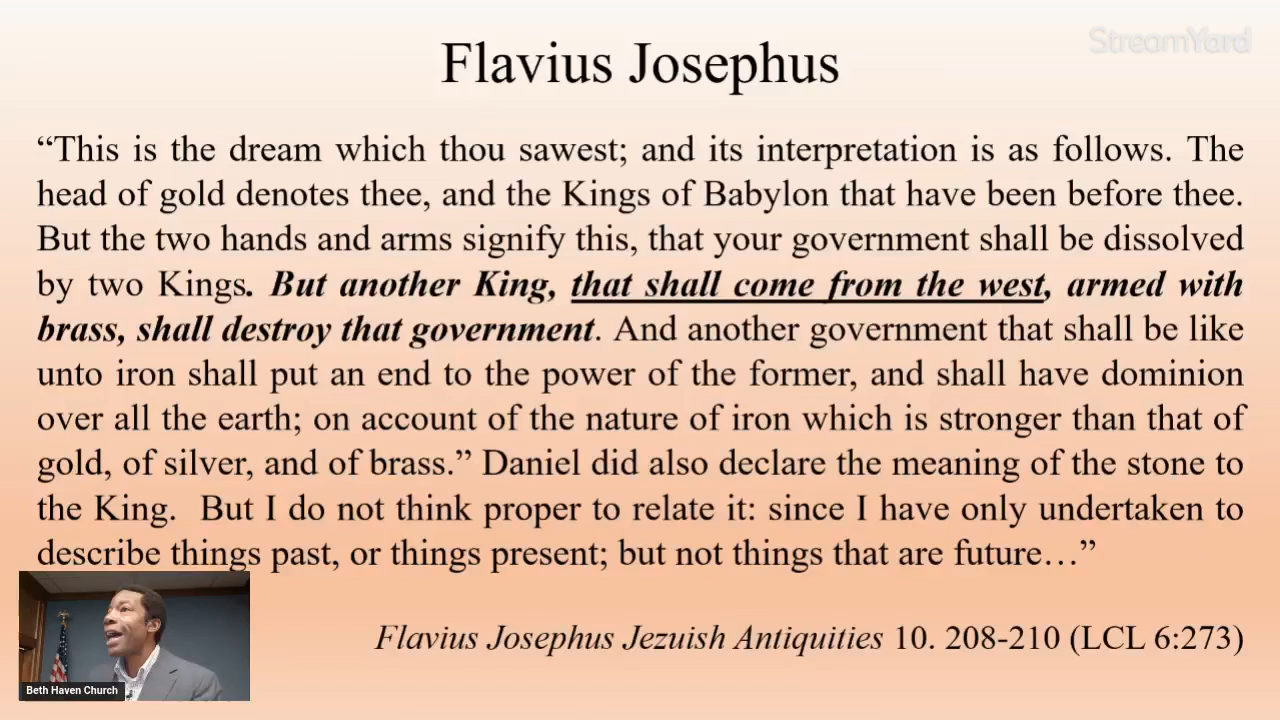 StreamYard
Flavius Josephus
“This is the dream which thou sawest; and its interpretation is as follows. The
head of gold denotes thee, and the Kings of Babylon that have been before thee.
But the two hands and arms signify this, that your government shall be dissolved
by two Kings. But another King, that shall come from the west, armed with
brass, shall destroy that government. And another government that shall be like
unto iron shall put an end to the power of the former, and shall have dominion
over all the earth; on account of the nature of iron which is stronger than that of
gold, of silver, and of brass.” Daniel did also declare the meaning of the stone to
the King.  But I do not think proper to relate it: since I have only undertaken to
describe things past, or things present; but not things that are future…”
Flavius Josephus Jezuish Antiquities 10. 208-210 (LCL 6:273)
Beth Haven Church